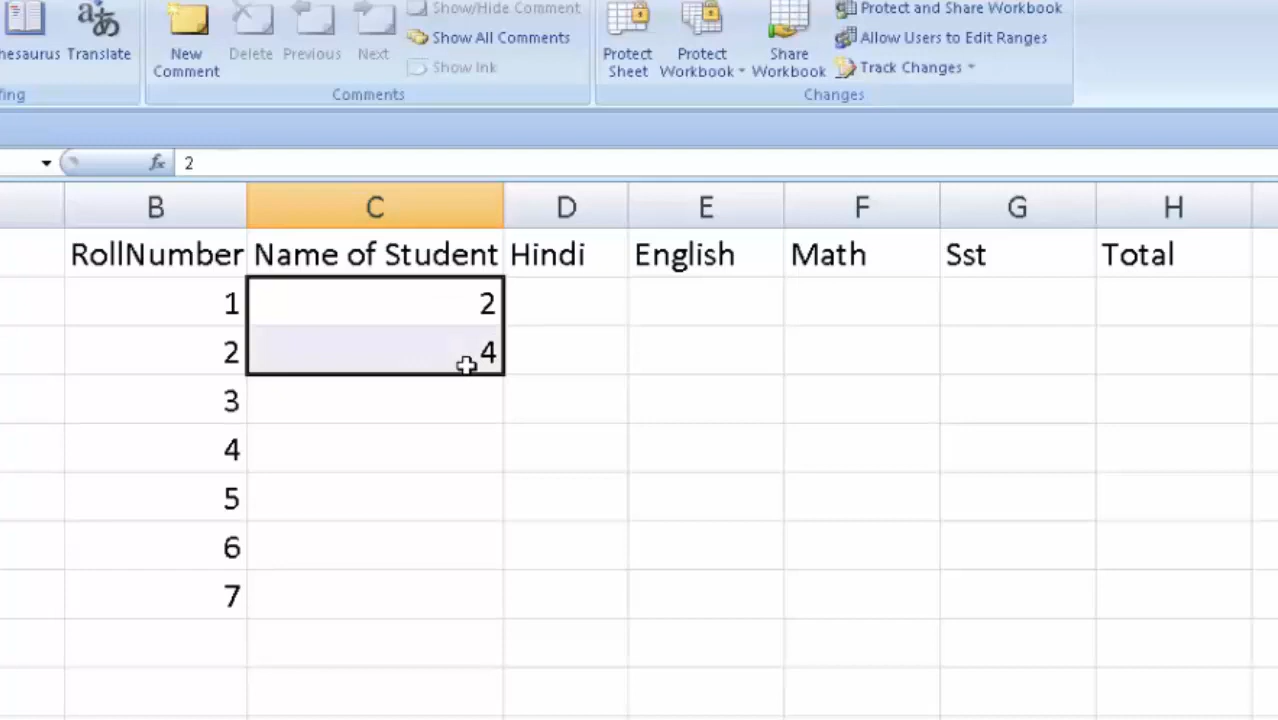 Show/Hide Comment
Protect and Share Workbook
Show All Comments
Allow Users to Edit Ranges
Translate
New
Comment
Delete
Previous
Next
Show Ink
Protect
Sheet
Protect
Workbook
Share
Workbook
Track Changes
Comments
Changes
fx 2
B C D E F G H
RollNumber Name of Student Hindi English Math Sst Total
1 2
2 4
3
4
5
6
7